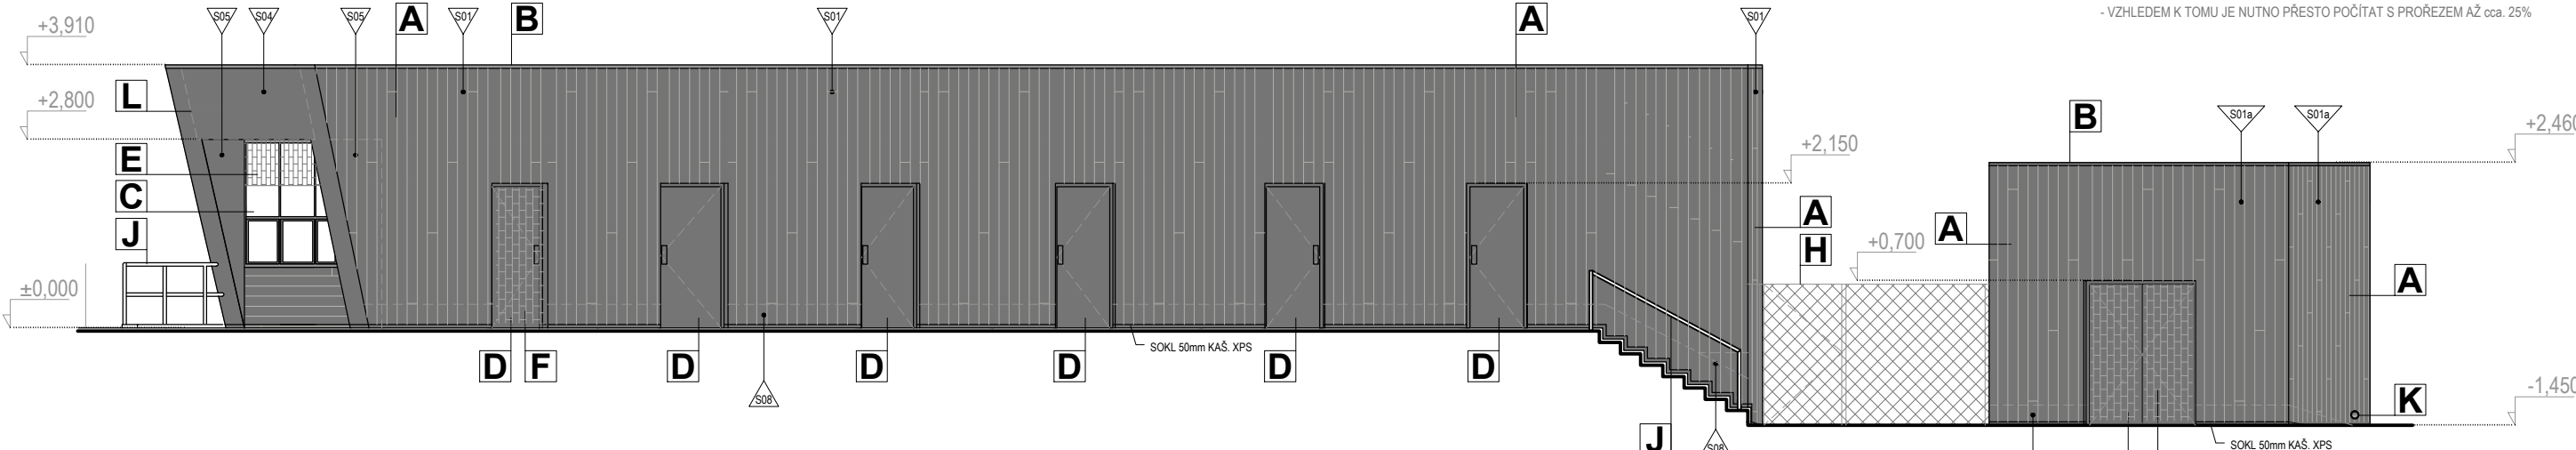 - VZHLEDEM K TOMU JE NUTNO PŘESTO POČÍTAT S PROŘEZEM AŽ cca. 25%
S05 S04 S05 A S01 B S01 A S01
+3,910
+2,800
L
S01a S01a
B
+2,460
+2,150
E
C
A
A
H
J
+0,700
A
±0,000
SOKL 50mm KAŠ. XPS
D F D D D D D
S08
-1,450
K
J
S08
SOKL 50mm KAŠ. XPS